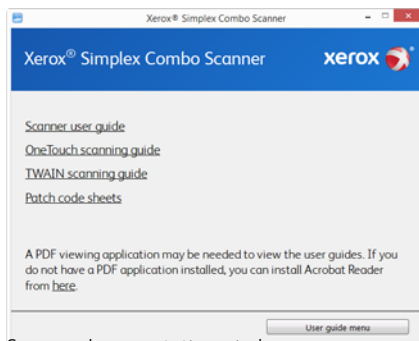 Xerox® Simplex Combo Scanner
Xerox® Simplex Combo Scanner
xerox
Scanner user guide
OneTouch scanning guide
TWAIN scanning guide
Patch code sheets
A PDF viewing application may be needed to view the user guides. If you
do not have a PDF application installed, you can install Acrobat Reader
from here.
User guide menu